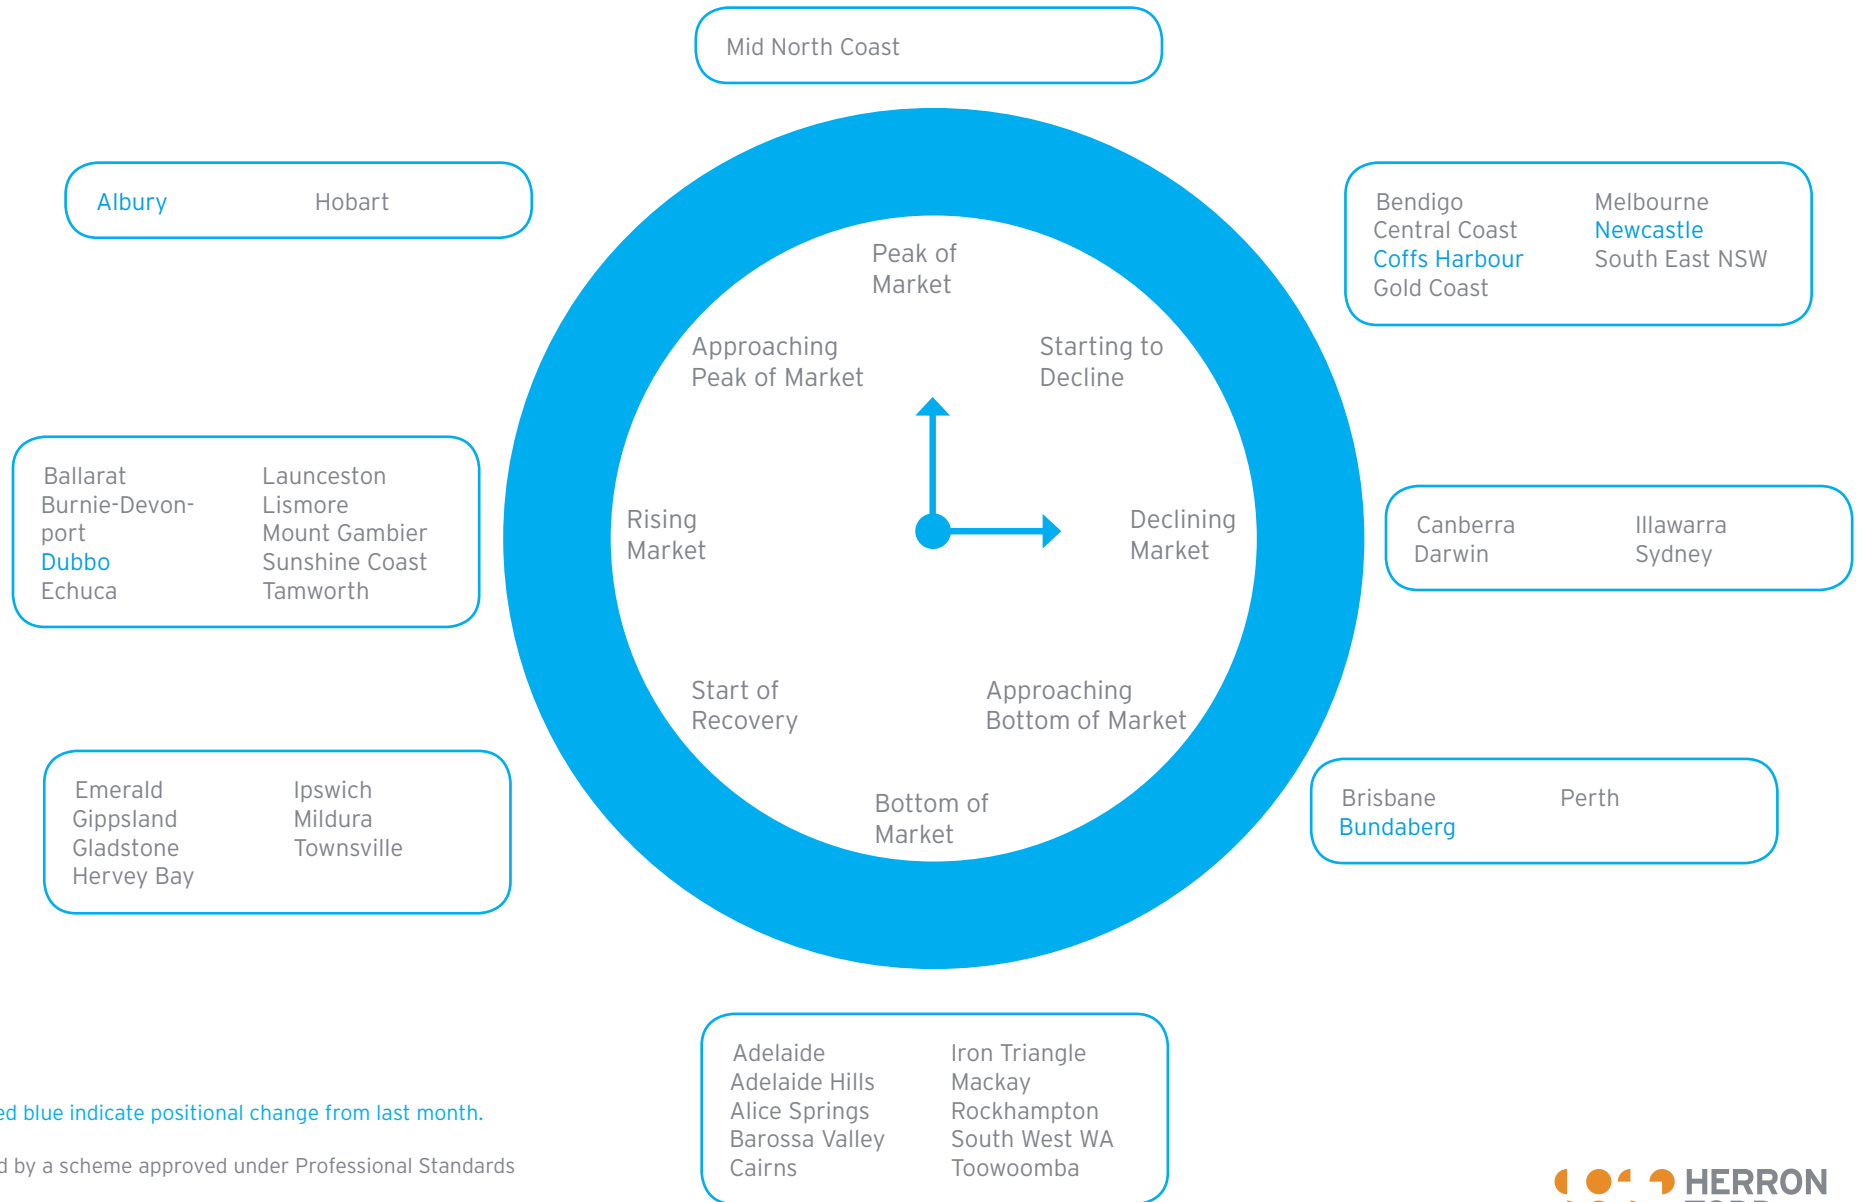 Mid North Coast
Albury Hobart
Bendigo Melbourne
Central Coast Newcastle
Coffs Harbour South East NSW
Gold Coast
Peak of
Market
Approaching
Peak of Market
Starting to
Decline
Ballarat Launceston
Burnie-Devon- Lismore
port Mount Gambier
Dubbo Sunshine Coast
Echuca Tamworth
Rising
Market
Declining
Market
Canberra Illawarra
Darwin Sydney
Start of
Recovery
Approaching
Bottom of Market
Emerald Ipswich
Gippsland Mildura
Gladstone Townsville
Hervey Bay
Bottom of
Market
Brisbane Perth
Bundaberg
Adelaide Iron Triangle
Adelaide Hills Mackay
Alice Springs Rockhampton
Barossa Valley South West WA
Cairns Toowoomba
blue indicate positional change from last month.
by a scheme approved under Professional Standards
HERRON